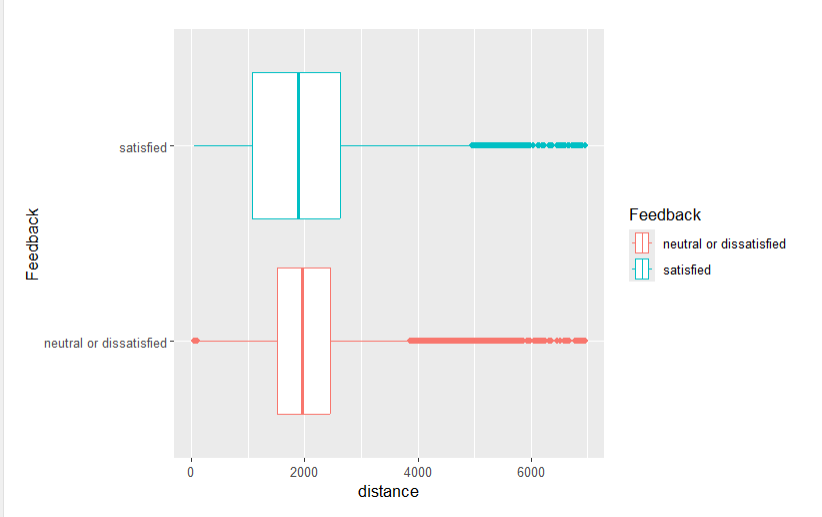 satisfied
Feedback
neutral or dissatisfied
0
2000
4000
6000
distance
Feedback
neutral or dissatisfied
satisfied